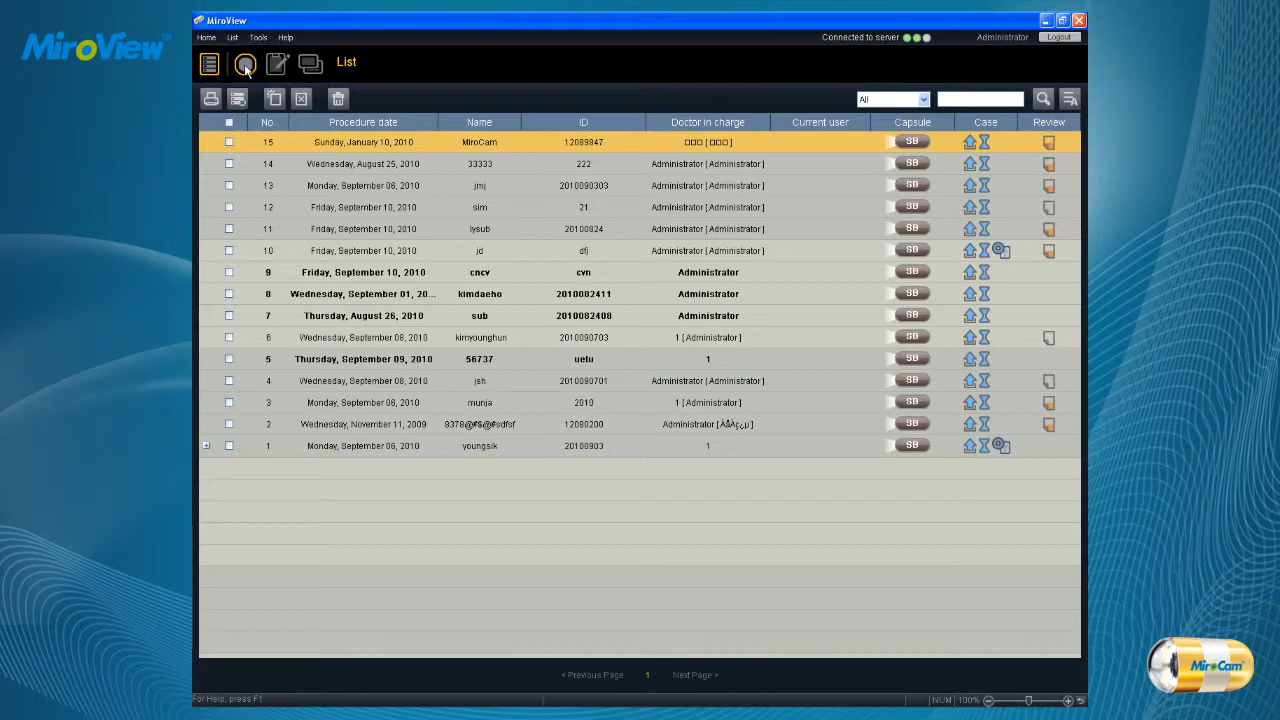 MiroView™
MiroView
Home List Tools Help Connected to server Administrator Logout
List
All
No. Procedure date Name ID Doctor in charge Current user Capsule Case Review
15 Sunday, January 10, 2010 MiroCam 12089847 □□□ [ □□□ ] SB
14 Wednesday, August 25, 2010 33333 222 Administrator [ Administrator ] SB
13 Monday, September 06, 2010 jmj 2010090303 Administrator [ Administrator ] SB
12 Friday, September 10, 2010 sim 21 Administrator [ Administrator ] SB
11 Friday, September 10, 2010 lysub 20100824 Administrator [ Administrator ] SB
10 Friday, September 10, 2010 jd dfj Administrator [ Administrator ] SB
9 Friday, September 10, 2010 cncv cvn Administrator SB
8 Wednesday, September 01, 20... kimdaeho 2010082411 Administrator SB
7 Thursday, August 26, 2010 sub 2010082408 Administrator SB
6 Wednesday, September 08, 2010 kimyounghun 2010090703 1 [ Administrator ] SB
5 Thursday, September 09, 2010 56737 uetu 1 SB
4 Wednesday, September 08, 2010 jsh 2010090701 Administrator [ Administrator ] SB
3 Monday, September 06, 2010 munja 2010 1 [ Administrator ] SB
2 Wednesday, November 11, 2009 8378@#$@#sdfsf 12080200 Administrator [ ÀåÀç¿µ ] SB
1 Monday, September 06, 2010 youngsik 20100903 1 SB
< Previous Page 1 Next Page >
For Help, press F1 NUM 100%
MiroCam®